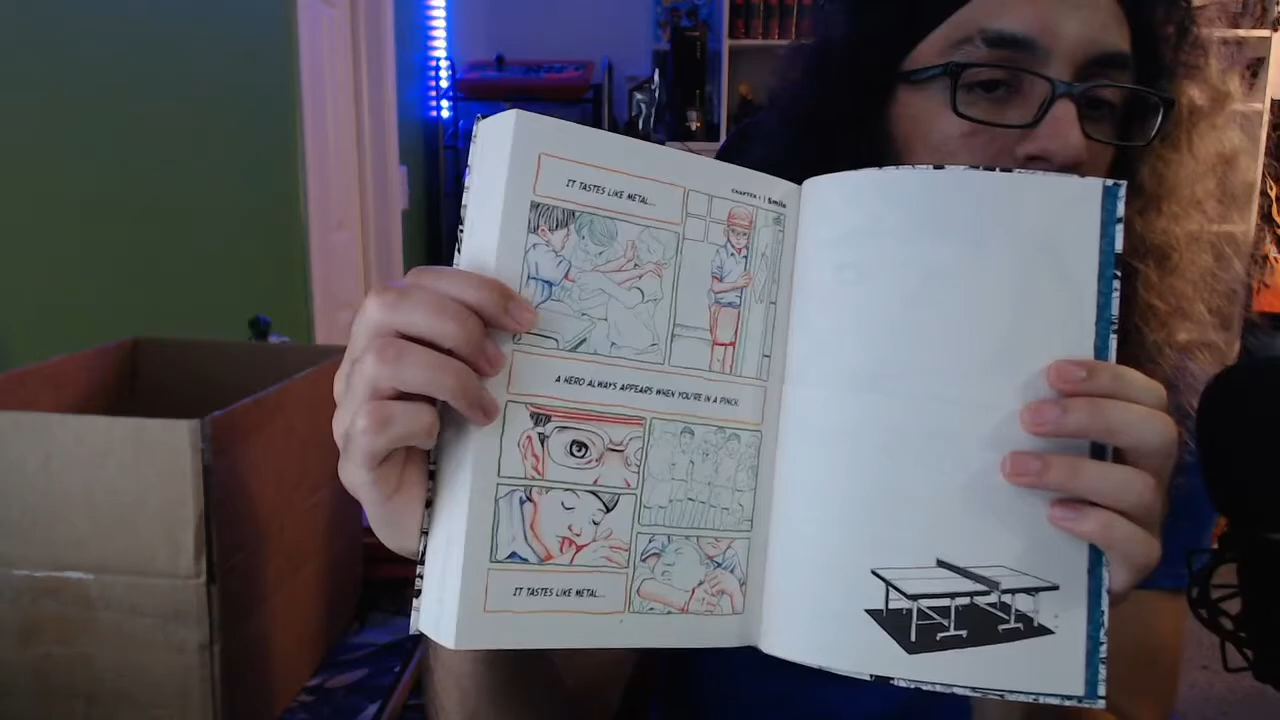 CHAPTER 1 | Smile
IT TASTES LIKE METAL...
A HERO ALWAYS APPEARS WHEN YOU'RE IN A PINCH.
IT TASTES LIKE METAL...